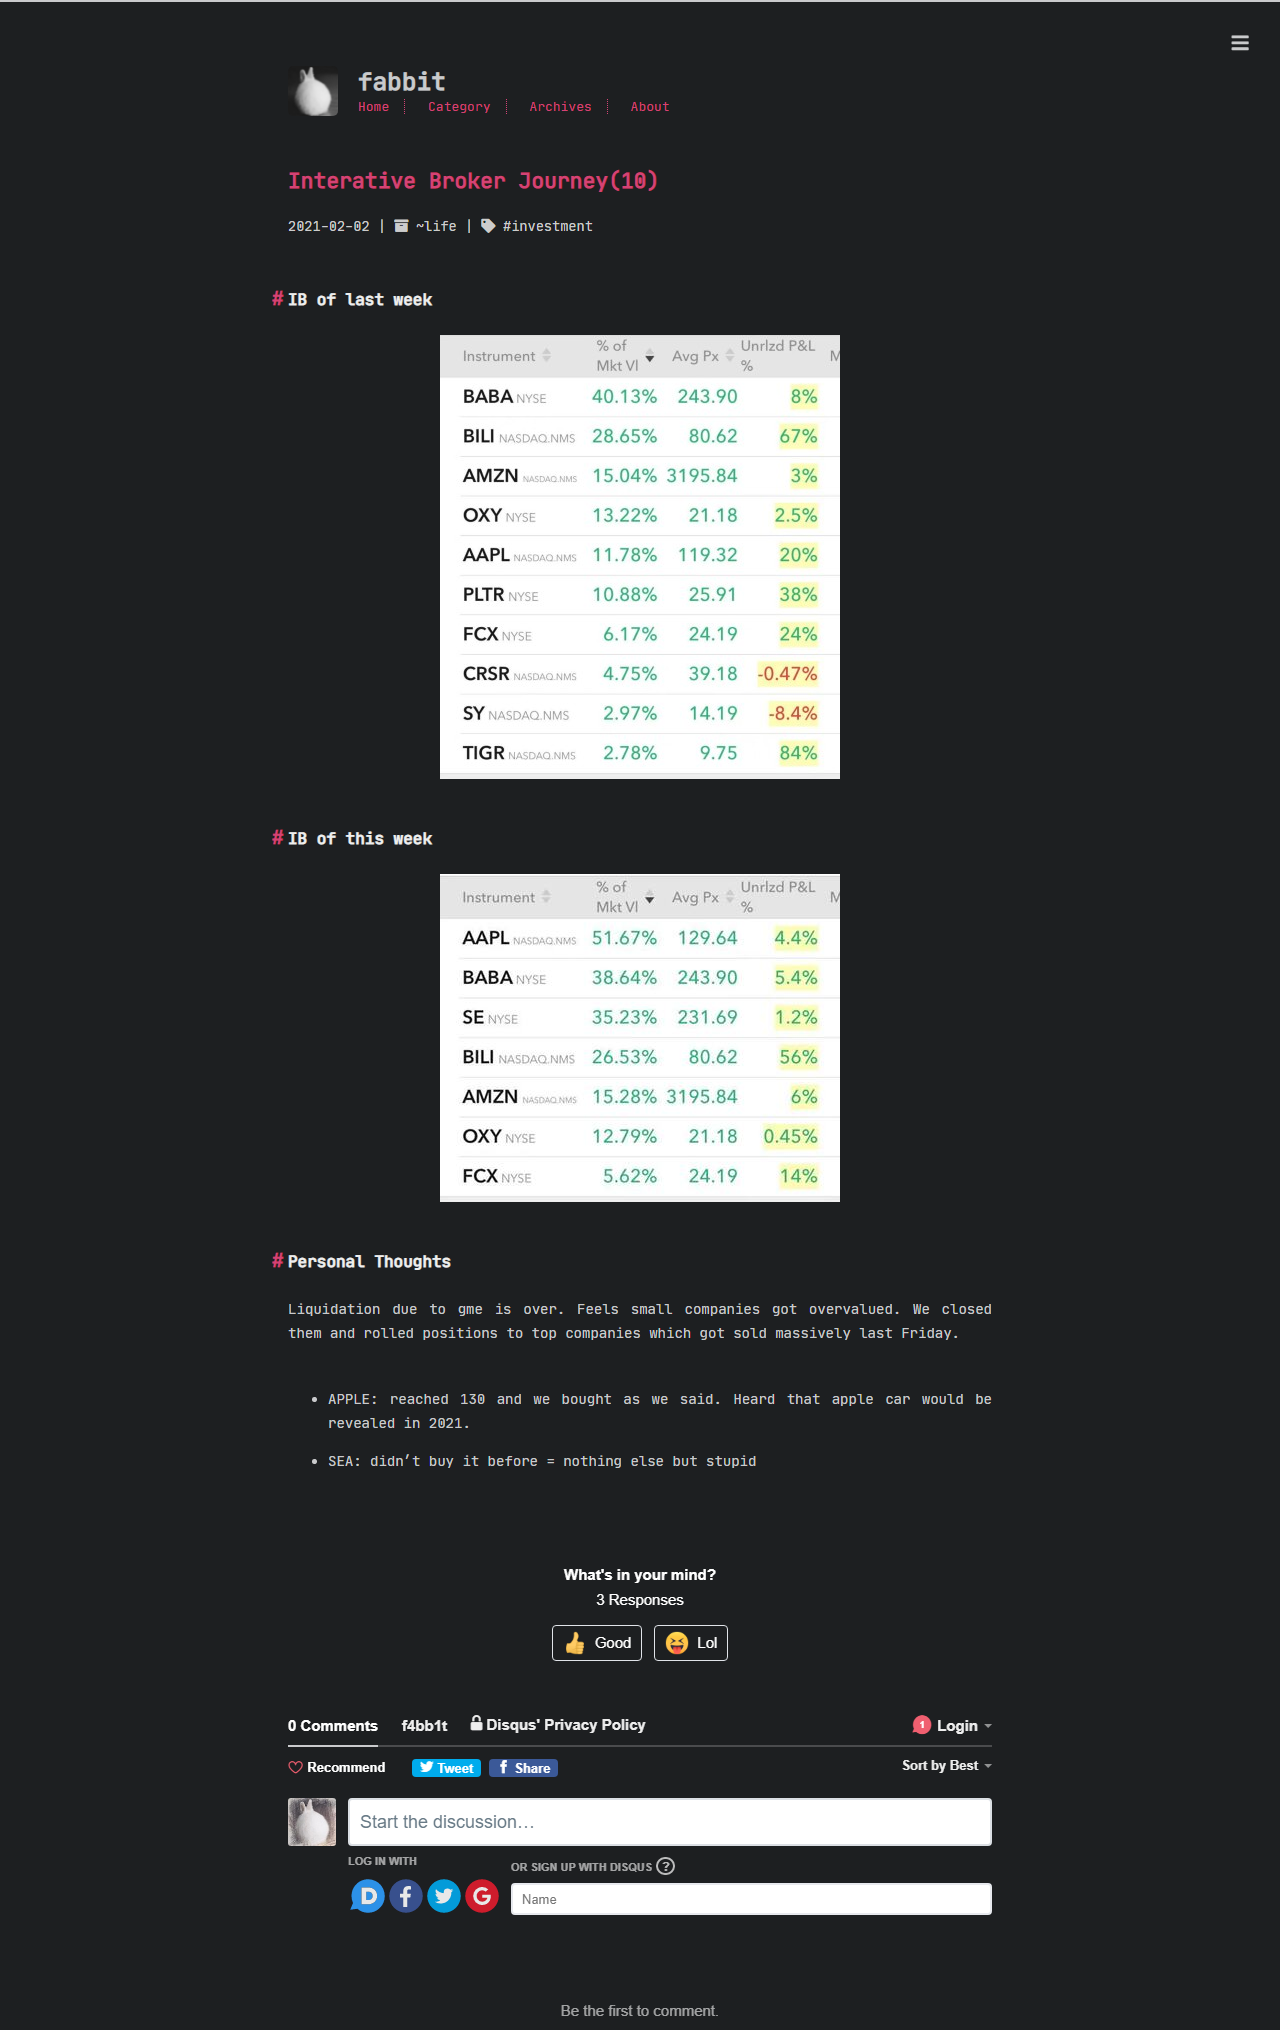 fabbit
Home Category Archives About
Interative Broker Journey(10)
2021-02-02 | ~life | #investment
# IB of last week
Instrument % of Mkt Vl Avg Px Unrlzd P&L % M
BABA NYSE 40.13% 243.90 8%
BILI NASDAQ.NMS 28.65% 80.62 67%
AMZN NASDAQ.NMS 15.04% 3195.84 3%
OXY NYSE 13.22% 21.18 2.5%
AAPL NASDAQ.NMS 11.78% 119.32 20%
PLTR NYSE 10.88% 25.91 38%
FCX NYSE 6.17% 24.19 24%
CRSR NASDAQ.NMS 4.75% 39.18 -0.47%
SY NASDAQ.NMS 2.97% 14.19 -8.4%
TIGR NASDAQ.NMS 2.78% 9.75 84%
# IB of this week
Instrument % of Mkt Vl Avg Px Unrlzd P&L % M
AAPL NASDAQ.NMS 51.67% 129.64 4.4%
BABA NYSE 38.64% 243.90 5.4%
SE NYSE 35.23% 231.69 1.2%
BILI NASDAQ.NMS 26.53% 80.62 56%
AMZN NASDAQ.NMS 15.28% 3195.84 6%
OXY NYSE 12.79% 21.18 0.45%
FCX NYSE 5.62% 24.19 14%
# Personal Thoughts
Liquidation due to gme is over. Feels small companies got overvalued. We closed
them and rolled positions to top companies which got sold massively last Friday.
• APPLE: reached 130 and we bought as we said. Heard that apple car would be
revealed in 2021.
• SEA: didn’t buy it before = nothing else but stupid
What's in your mind?
3 Responses
Good Lol
0 Comments f4bb1t Disqus' Privacy Policy 1 Login
Recommend Tweet Share Sort by Best
Start the discussion…
LOG IN WITH
OR SIGN UP WITH DISQUS ?
Name
Be the first to comment.